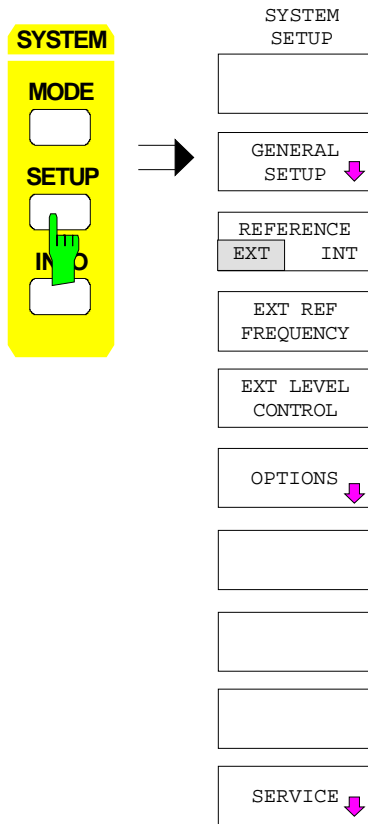 SYSTEM
MODE
SETUP
SYSTEM
SETUP
GENERAL
SETUP
REFERENCE
EXT INT
EXT REF
FREQUENCY
EXT LEVEL
CONTROL
OPTIONS
SERVICE